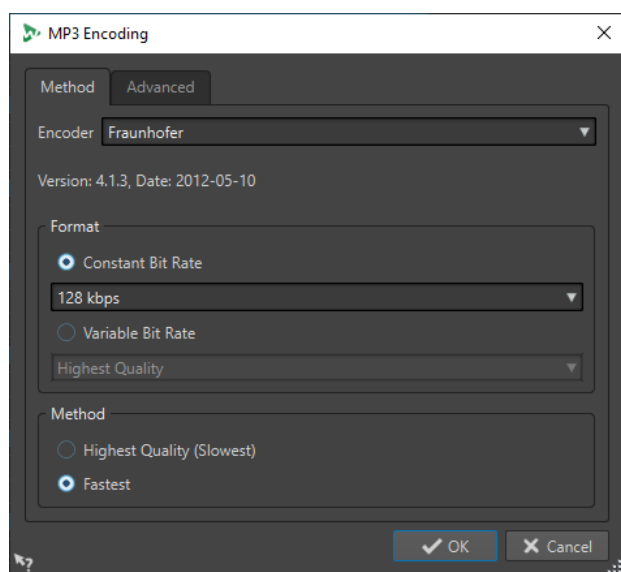 MP3 Encoding
Method Advanced
Encoder Fraunhofer
Version: 4.1.3, Date: 2012-05-10
Format
Constant Bit Rate
128 kbps
Variable Bit Rate
Highest Quality
Method
Highest Quality (Slowest)
Fastest
OK Cancel